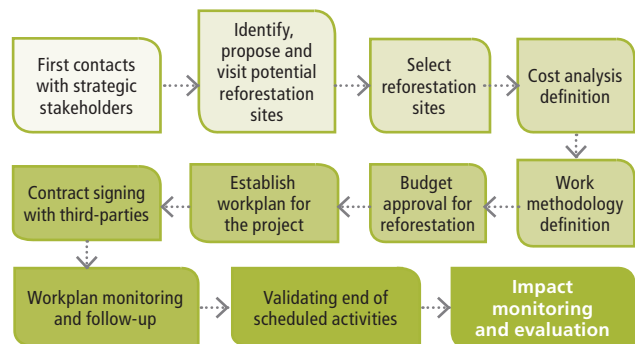 First contacts
with strategic
stakeholders
Identify,
propose and
visit potential
reforestation
sites
Select
reforestation
sites
Cost analysis
definition
Work
methodology
definition
Budget
approval for
reforestation
Establish
workplan for
the project
Contract signing
with third-parties
Workplan monitoring
and follow-up
Validating end of
scheduled activities
Impact
monitoring
and evaluation